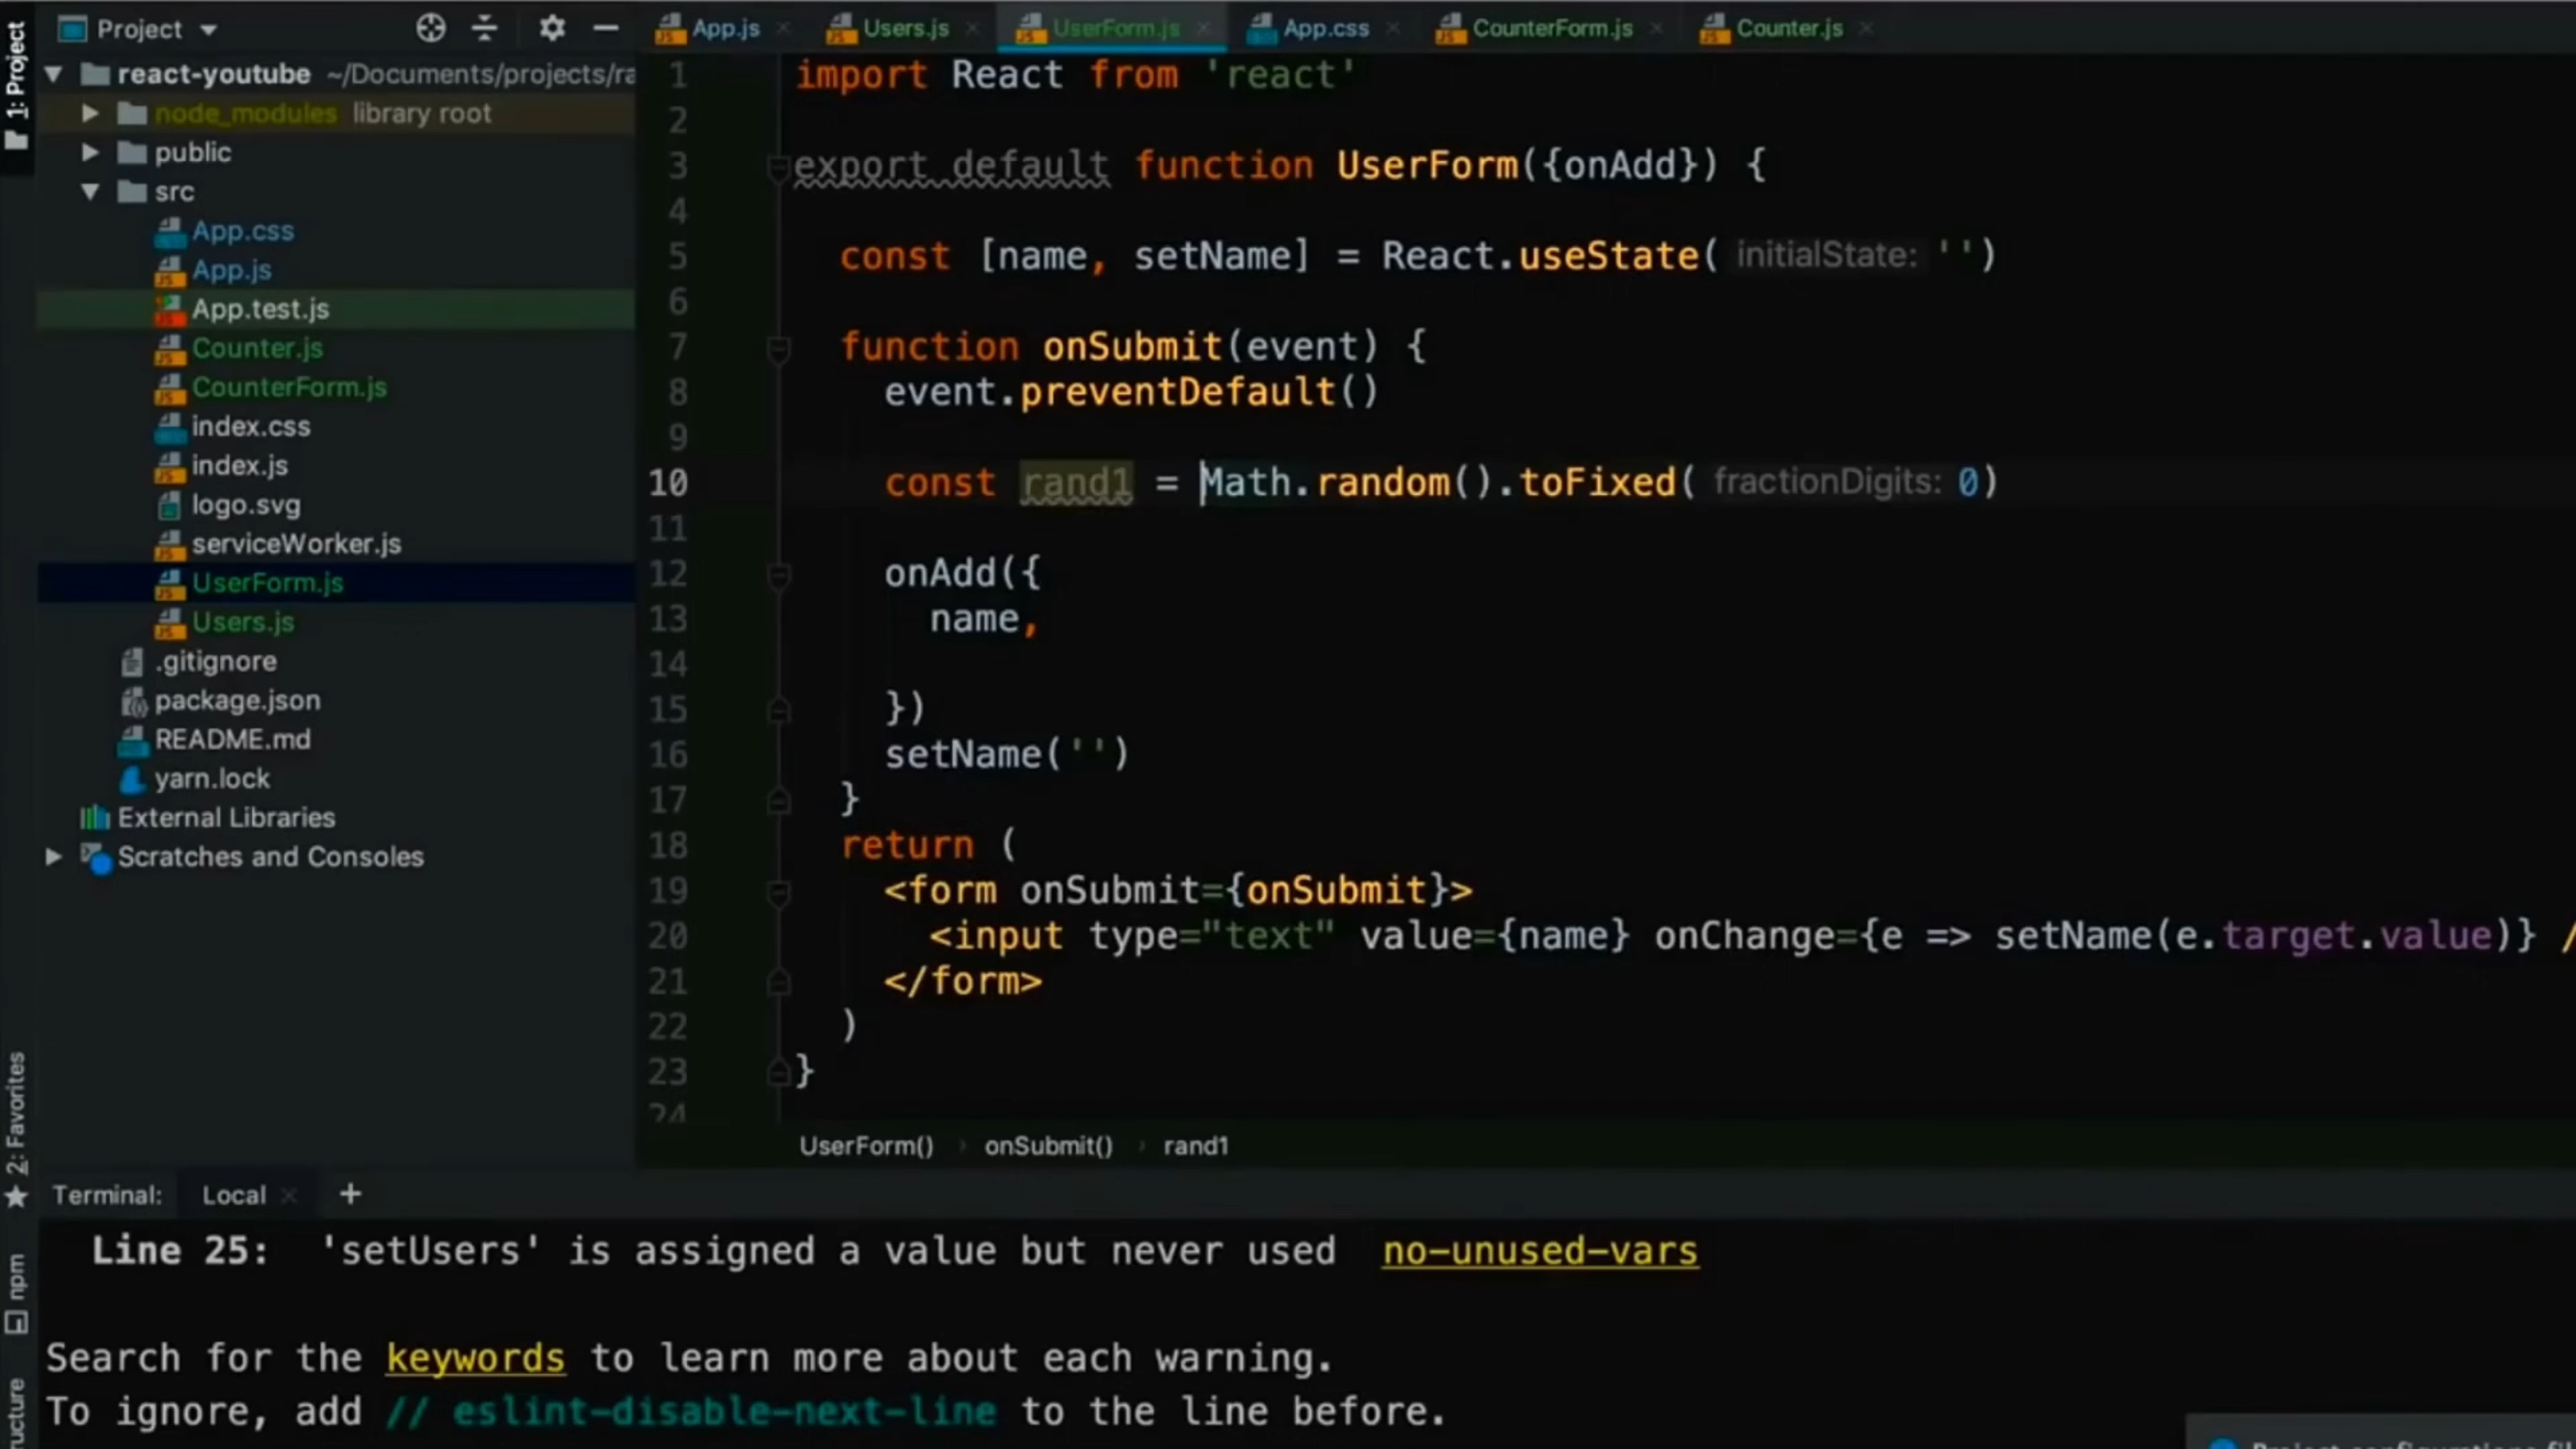 1: Project
Project
react-youtube ~/Documents/projects/ra
node_modules library root
public
src
App.css
App.js
App.test.js
Counter.js
CounterForm.js
index.css
index.js
logo.svg
serviceWorker.js
UserForm.js
Users.js
.gitignore
package.json
README.md
yarn.lock
External Libraries
Scratches and Consoles
App.js Users.js UserForm.js App.css CounterForm.js Counter.js
1 import React from 'react'
2
3 export default function UserForm({onAdd}) {
4
5 const [name, setName] = React.useState( initialState: '')
6
7 function onSubmit(event) {
8 event.preventDefault()
9
10 const rand1 = Math.random().toFixed( fractionDigits: 0)
11
12 onAdd({
13 name,
14
15 })
16 setName('')
17 }
18 return (
19 <form onSubmit={onSubmit}>
20 <input type="text" value={name} onChange={e => setName(e.target.value)} /
21 </form>
22 )
23 }
24
UserForm() onSubmit() rand1
2: Favorites
npm
ructure
Terminal: Local +
Line 25: 'setUsers' is assigned a value but never used no-unused-vars
Search for the keywords to learn more about each warning.
To ignore, add // eslint-disable-next-line to the line before.